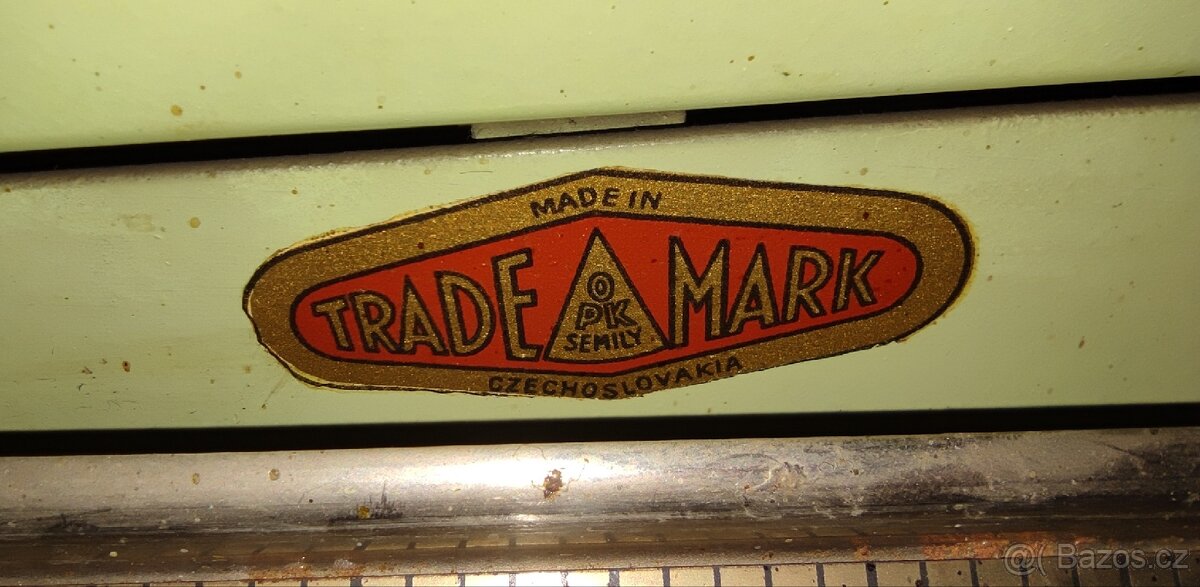 MADE IN
TRADE MARK
O
PK
SEMILY
CZECHOSLOVAKIA
@( Bazos.cz